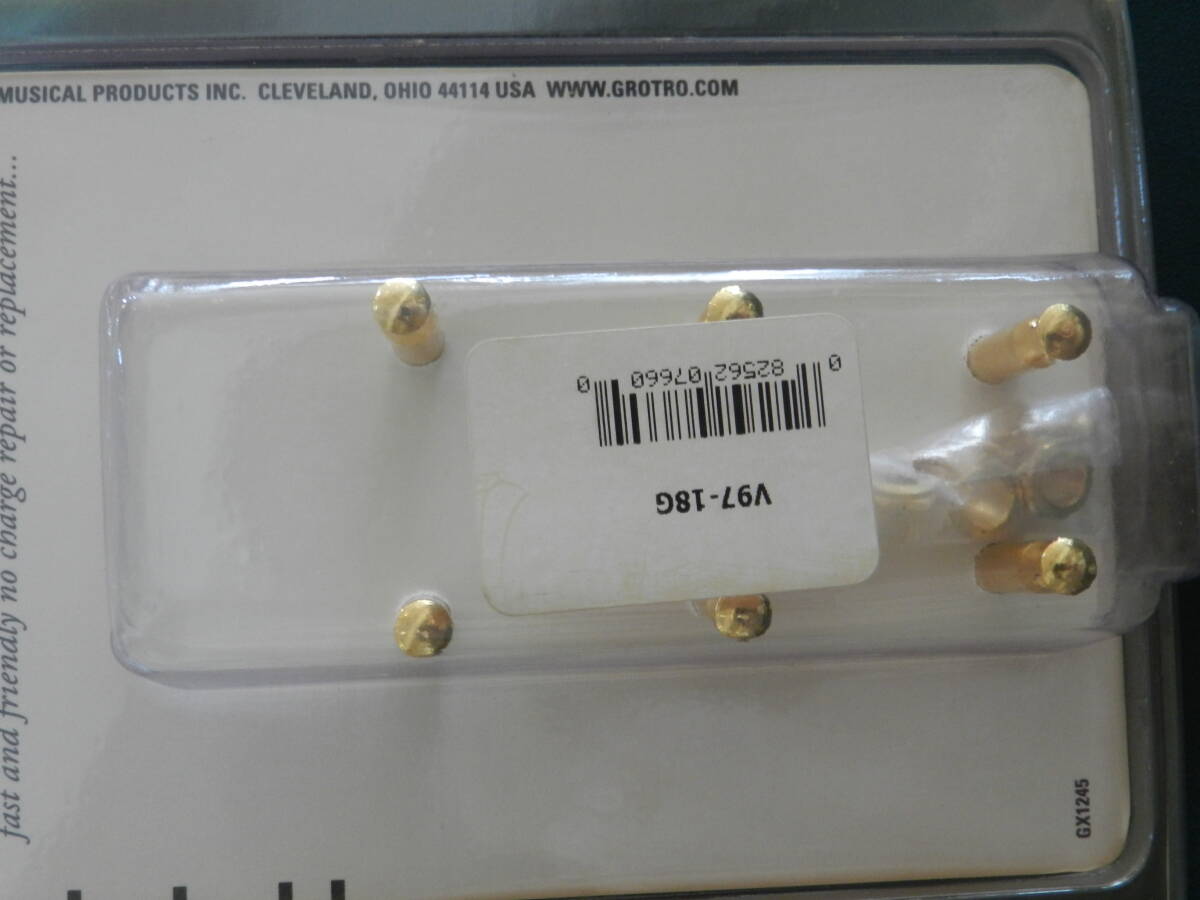 MUSICAL PRODUCTS INC. CLEVELAND, OHIO 44114 USA WWW.GROTRO.COM
fast and friendly no charge repair or replacement...
V97-18G
0 82562 07660 0
GX1245